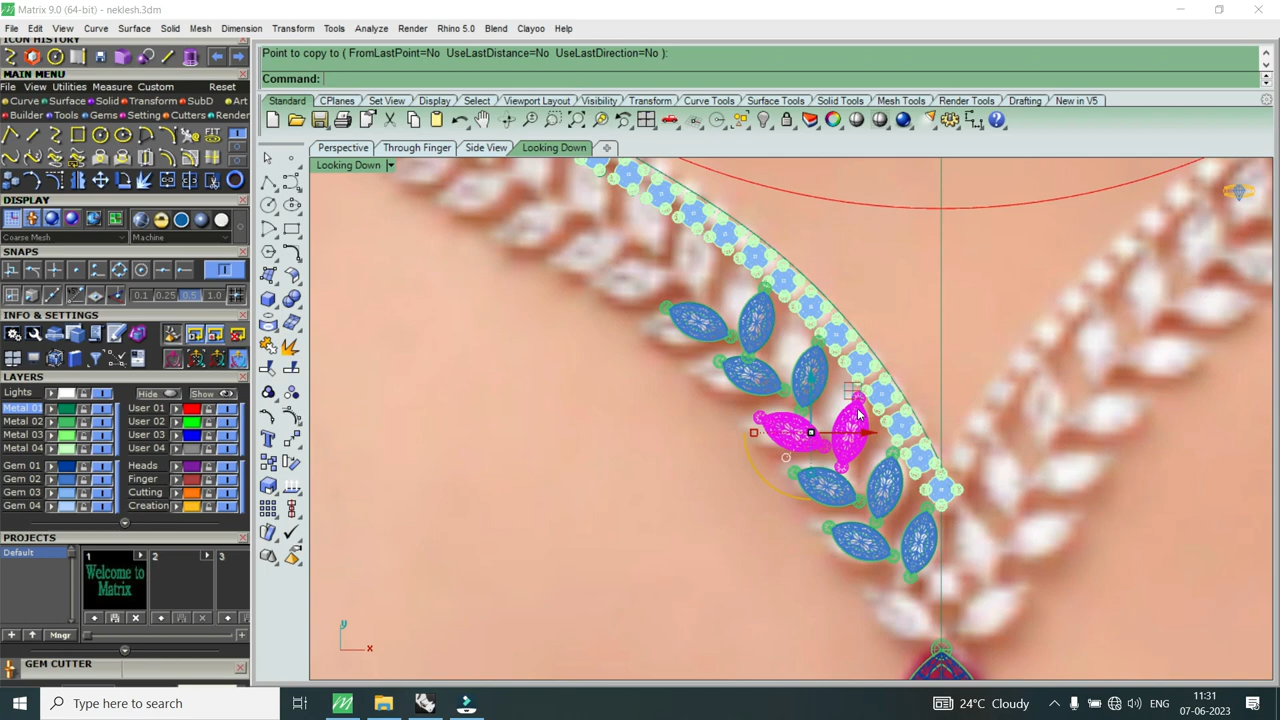 Matrix 9.0 (64-bit) - neklesh.3dm
File Edit View Curve Surface Solid Mesh Dimension Transform Tools Analyze Render Rhino 5.0 Blend Clayoo Help
ICON HISTORY
Point to copy to ( FromLastPoint=No UseLastDistance=No UseLastDirection=No ):
Command:
MAIN MENU
File View Utilities Measure Custom Reset
Curve Surface Solid Transform SubD Art
Builder Tools Gems Setting Cutters Render
Standard CPlanes Set View Display Select Viewport Layout Visibility Transform Curve Tools Surface Tools Solid Tools Mesh Tools Render Tools Drafting New in V5
FIT
Perspective Through Finger Side View Looking Down
Looking Down
DISPLAY
Coarse Mesh Machine
SNAPS
0.1 0.25 0.5 1.0
INFO & SETTINGS
LAYERS
Lights Hide Show
Metal 01 User 01
Metal 02 User 02
Metal 03 User 03
Metal 04 User 04
Gem 01 Heads
Gem 02 Finger
Gem 03 Cutting
Gem 04 Creation
PROJECTS
Default 1 2 3
Welcome to Matrix
Mngr
GEM CUTTER
y
x
Type here to search
24°C Cloudy
ENG
11:31
07-06-2023